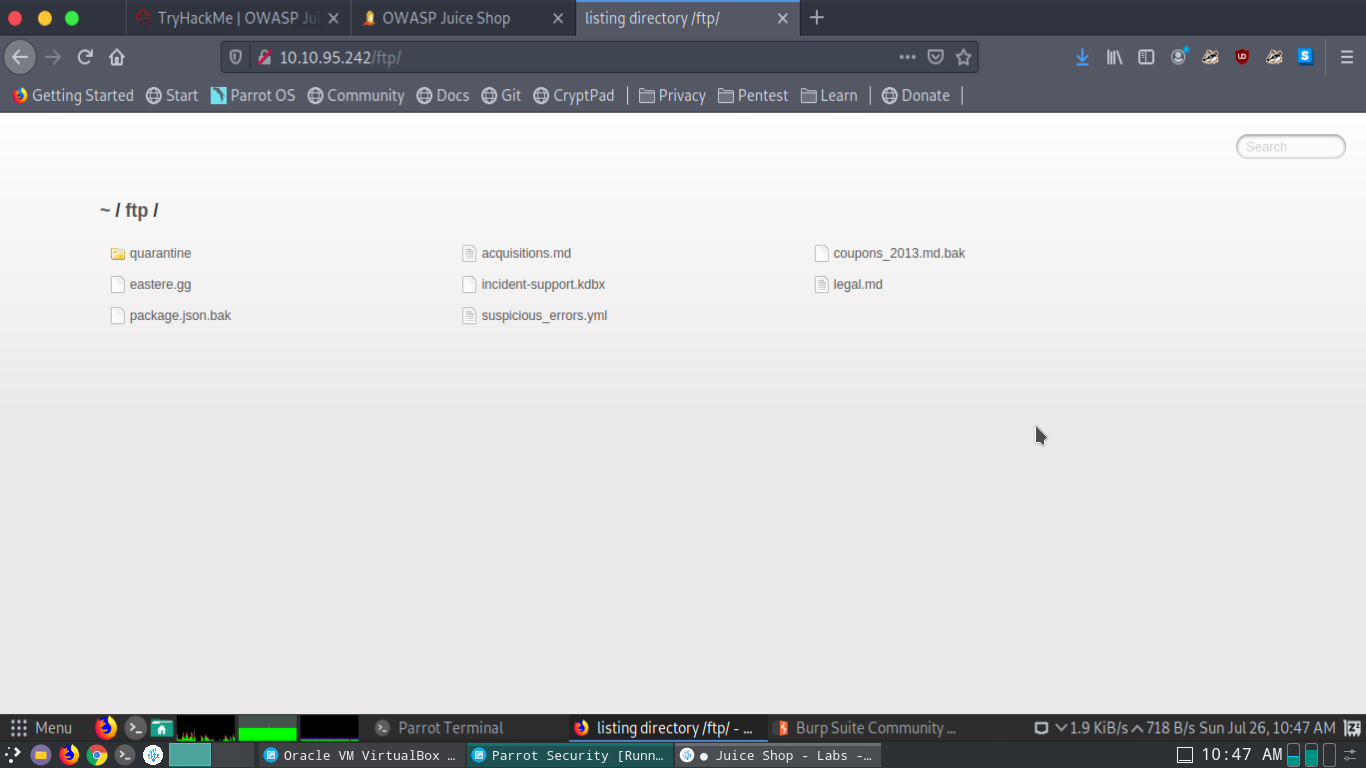 TryHackMe | OWASP Jui
OWASP Juice Shop
listing directory /ftp/
10.10.95.242/ftp/
Getting Started
Start
Parrot OS
Community
Docs
Git
CryptPad
Privacy
Pentest
Learn
Donate
Search
~ / ftp /
quarantine
acquisitions.md
coupons_2013.md.bak
eastere.gg
incident-support.kdbx
legal.md
package.json.bak
suspicious_errors.yml
Menu
Parrot Terminal
listing directory /ftp/ - ...
Burp Suite Community ...
1.9 KiB/s 718 B/s Sun Jul 26, 10:47 AM
Oracle VM VirtualBox …
Parrot Security [Runn…
● Juice Shop - Labs -…
10:47 AM